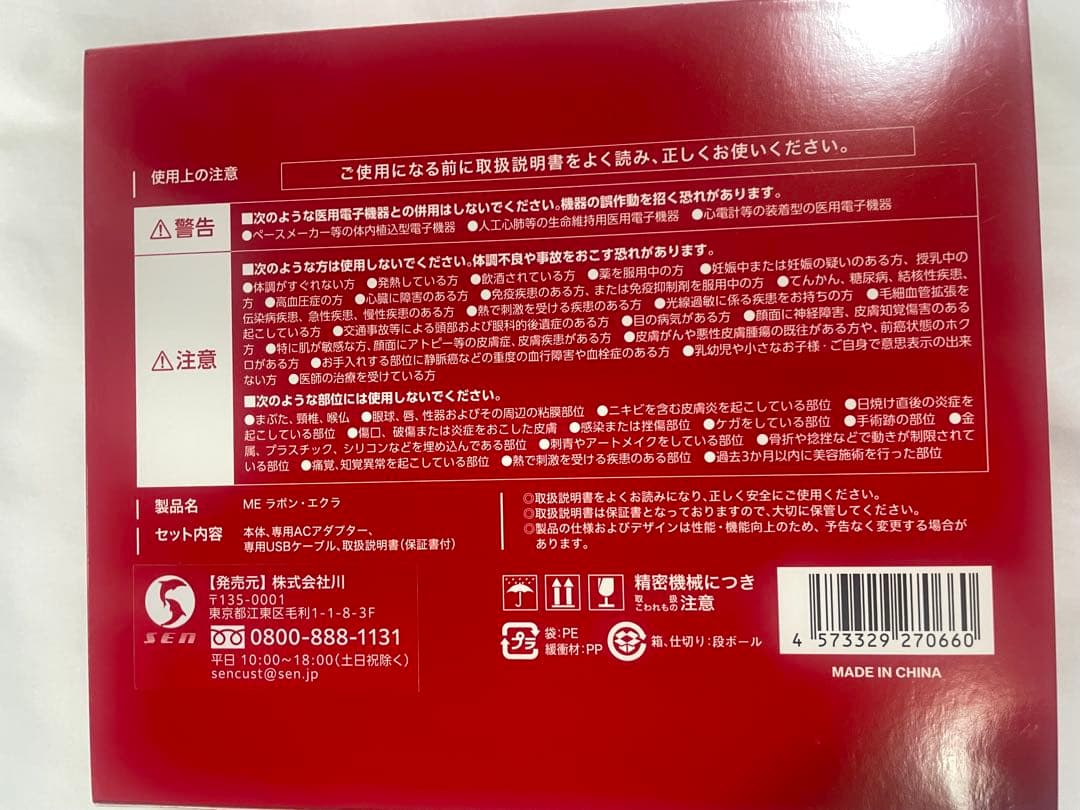 使用上の注意
ご使用になる前に取扱説明書をよく読み、正しくお使いください。
⚠警告
■次のような医用電子機器との併用はしないでください。機器の誤作動を招く恐れがあります。
●ペースメーカー等の体内植込型電子機器 ●人工心肺等の生命維持用医用電子機器 ●心電計等の装着型の医用電子機器
⚠注意
■次のような方は使用しないでください。体調不良や事故をおこす恐れがあります。
●体調がすぐれない方 ●発熱している方 ●飲酒されている方 ●薬を服用中の方 ●妊娠中または妊娠の疑いのある方、授乳中の
方 ●高血圧症の方 ●心臓に障害のある方 ●免疫疾患のある方、または免疫抑制剤を服用中の方 ●てんかん、糖尿病、結核性疾患、
伝染病疾患、急性疾患、慢性疾患のある方 ●熱で刺激を受ける疾患のある方 ●光線過敏に係る疾患をお持ちの方 ●毛細血管拡張を
起こしている方 ●交通事故等による頭部および眼科的後遺症のある方 ●目の病気がある方 ●顔面に神経障害、皮膚知覚傷害のある
方 ●特に肌が敏感な方、顔面にアトピー等の皮膚症、皮膚疾患がある方 ●皮膚がんや悪性皮膚腫瘍の既往がある方や、前癌状態のホク
ロがある方 ●お手入れする部位に静脈癌などの重度の血行障害や血栓症のある方 ●乳幼児や小さなお子様・ご自身で意思表示の出来
ない方 ●医師の治療を受けている方
■次のような部位には使用しないでください。
●まぶた、頸椎、喉仏 ●眼球、唇、性器およびその周辺の粘膜部位 ●ニキビを含む皮膚炎を起こしている部位 ●日焼け直後の炎症を
起こしている部位 ●傷口、破傷または炎症をおこした皮膚 ●感染または挫傷部位 ●ケガをしている部位 ●手術跡の部位 ●金
属、プラスチック、シリコンなどを埋め込んである部位 ●刺青やアートメイクをしている部位 ●骨折や捻挫などで動きが制限されて
いる部位 ●痛覚、知覚異常を起こしている部位 ●熱で刺激を受ける疾患のある部位 ●過去3か月以内に美容施術を行った部位
製品名 ME ラボン・エクラ
セット内容 本体、専用ACアダプター、
専用USBケーブル、取扱説明書（保証書付）
◎取扱説明書をよくお読みになり、正しく安全にご使用ください。
◎取扱説明書は保証書となっておりますので、大切に保管してください。
◎製品の仕様およびデザインは性能・機能向上のため、予告なく変更する場合が
あります。
SEN
【発売元】株式会社川
〒135-0001
東京都江東区毛利1-1-8-3F
0800-888-1131
平日 10:00〜18:00（土日祝除く）
sencust@sen.jp
精密機械につき
取扱注意
こわれもの
プラ
袋：PE
緩衝材：PP
箱、仕切り：段ボール
4 573329 270660
MADE IN CHINA